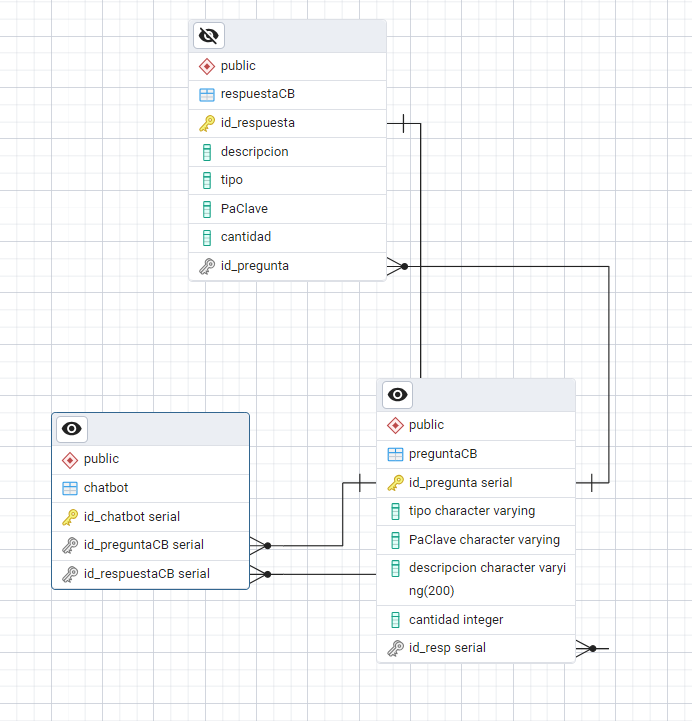 public
respuestaCB
id_respuesta
descripcion
tipo
PaClave
cantidad
id_pregunta
public
preguntaCB
id_pregunta serial
tipo character varying
PaClave character varying
descripcion character varyi
ng(200)
cantidad integer
id_resp serial
public
chatbot
id_chatbot serial
id_preguntaCB serial
id_respuestaCB serial